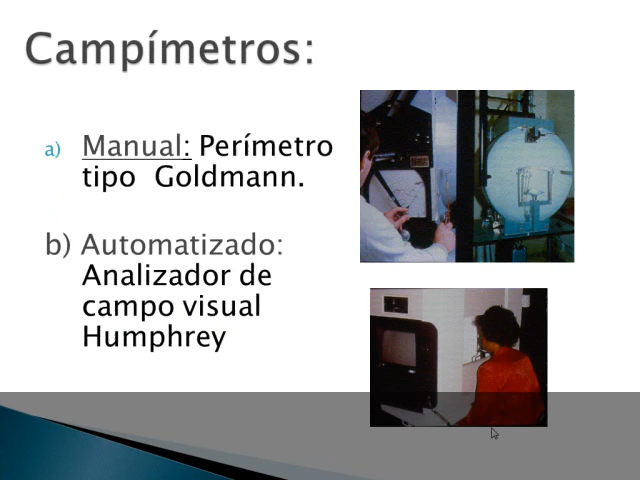 Campímetros:
a) Manual: Perímetro
tipo Goldmann.
b) Automatizado:
Analizador de
campo visual
Humphrey